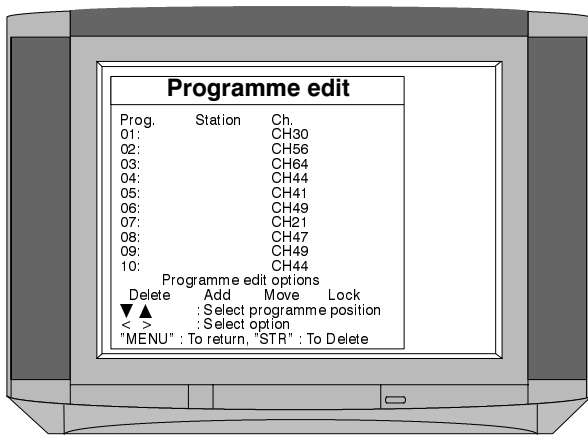 Programme edit
Prog. Station Ch.
01: CH30
02: CH56
03: CH64
04: CH44
05: CH41
06: CH49
07: CH21
08: CH47
09: CH49
10: CH44
Programme edit options
Delete Add Move Lock
▼ ▲ : Select programme position
< > : Select option
"MENU" : To return, "STR" : To Delete